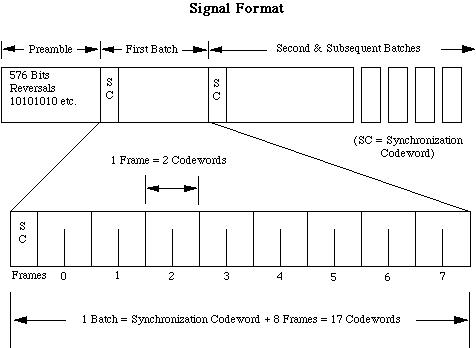 Signal Format
Preamble
First Batch
Second & Subsequent Batches
576 Bits
Reversals
10101010 etc.
S
C
S
C
(SC = Synchronization
Codeword)
1 Frame = 2 Codewords
S
C
Frames
0
1
2
3
4
5
6
7
1 Batch = Synchronization Codeword + 8 Frames = 17 Codewords